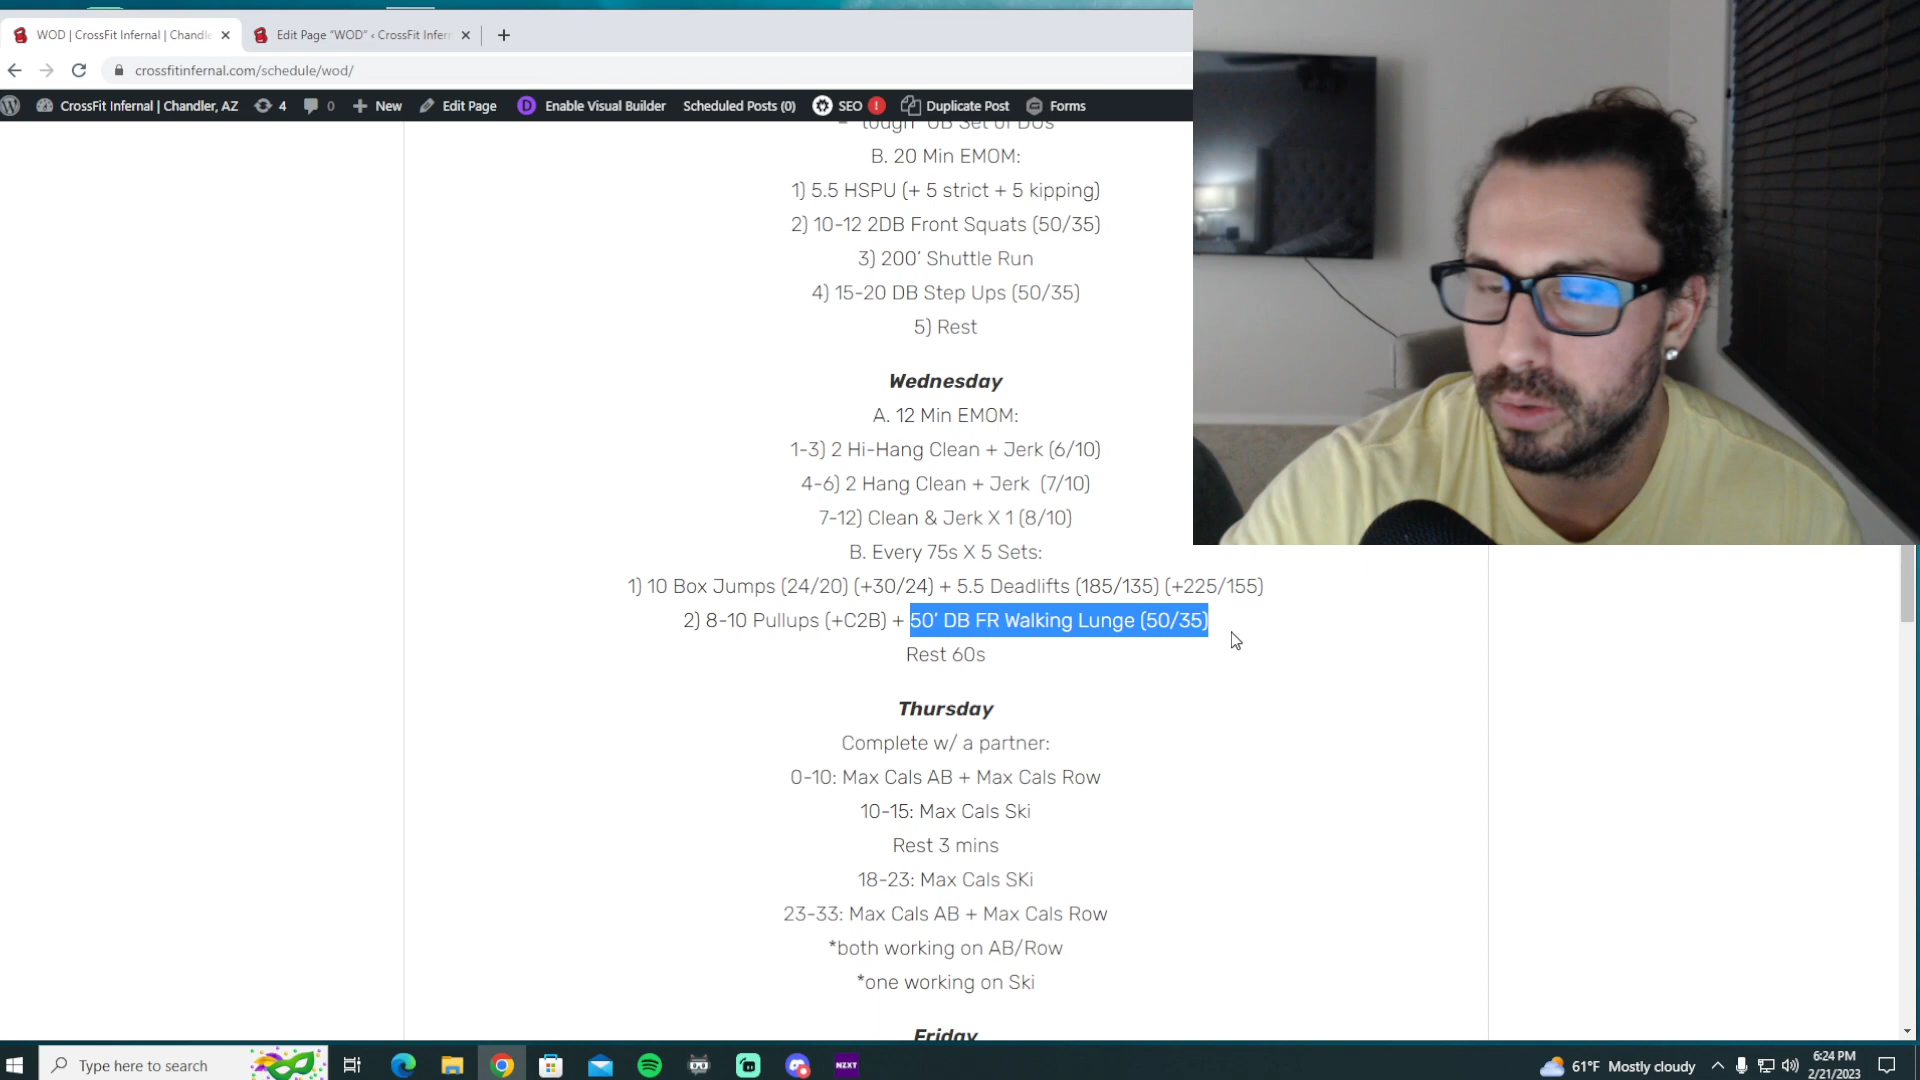 WOD | CrossFit Infernal | Chandle
Edit Page "WOD" ‹ CrossFit Infern
crossfitinfernal.com/schedule/wod/
CrossFit Infernal | Chandler, AZ 4 0 New Edit Page D Enable Visual Builder Scheduled Posts (0) SEO ! Duplicate Post Forms
– "tough" UB Set of DUs
B. 20 Min EMOM:
1) 5.5 HSPU (+ 5 strict + 5 kipping)
2) 10-12 2DB Front Squats (50/35)
3) 200' Shuttle Run
4) 15-20 DB Step Ups (50/35)
5) Rest
Wednesday
A. 12 Min EMOM:
1-3) 2 Hi-Hang Clean + Jerk (6/10)
4-6) 2 Hang Clean + Jerk (7/10)
7-12) Clean & Jerk X 1 (8/10)
B. Every 75s X 5 Sets:
1) 10 Box Jumps (24/20) (+30/24) + 5.5 Deadlifts (185/135) (+225/155)
2) 8-10 Pullups (+C2B) + 50' DB FR Walking Lunge (50/35)
Rest 60s
Thursday
Complete w/ a partner:
0-10: Max Cals AB + Max Cals Row
10-15: Max Cals Ski
Rest 3 mins
18-23: Max Cals SKi
23-33: Max Cals AB + Max Cals Row
*both working on AB/Row
*one working on Ski
Friday
Type here to search
NZXT
61°F Mostly cloudy
6:24 PM
2/21/2023